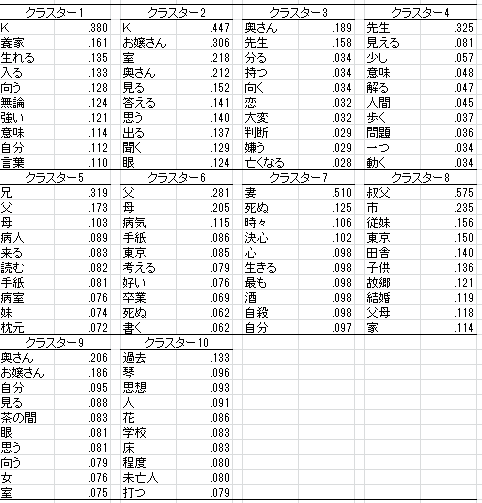 クラスター1 クラスター2 クラスター3 クラスター4
K .380 K .447 奥さん .189 先生 .325
養家 .161 お嬢さん .306 先生 .158 見える .081
生れる .135 室 .218 分る .034 少し .057
入る .133 奥さん .212 持つ .034 意味 .048
向う .128 見る .152 向く .034 解る .047
無論 .124 答える .141 恋 .032 人間 .045
強い .121 思う .140 大変 .032 歩く .037
意味 .114 出る .137 判断 .029 問題 .036
自分 .112 聞く .129 嫌う .029 一つ .034
言葉 .110 眼 .124 亡くなる .028 動く .034
クラスター5 クラスター6 クラスター7 クラスター8
兄 .319 父 .281 妻 .510 叔父 .575
父 .173 母 .205 死ぬ .125 市 .235
母 .103 病気 .115 時々 .106 従妹 .156
病人 .089 手紙 .086 決心 .102 東京 .150
来る .083 東京 .085 心 .098 田舎 .140
読む .082 考える .079 生きる .098 子供 .136
手紙 .081 好い .076 最も .098 故郷 .121
病室 .076 卒業 .069 酒 .098 結婚 .119
妹 .074 死ぬ .062 自殺 .098 父母 .118
枕元 .072 書く .062 自分 .097 家 .114
クラスター9 クラスター10
奥さん .206 過去 .133
お嬢さん .186 琴 .096
自分 .095 思想 .093
見る .088 人 .091
茶の間 .083 花 .086
眼 .081 学校 .083
思う .081 床 .083
向う .079 程度 .080
女 .076 未亡人 .080
室 .075 打つ .079